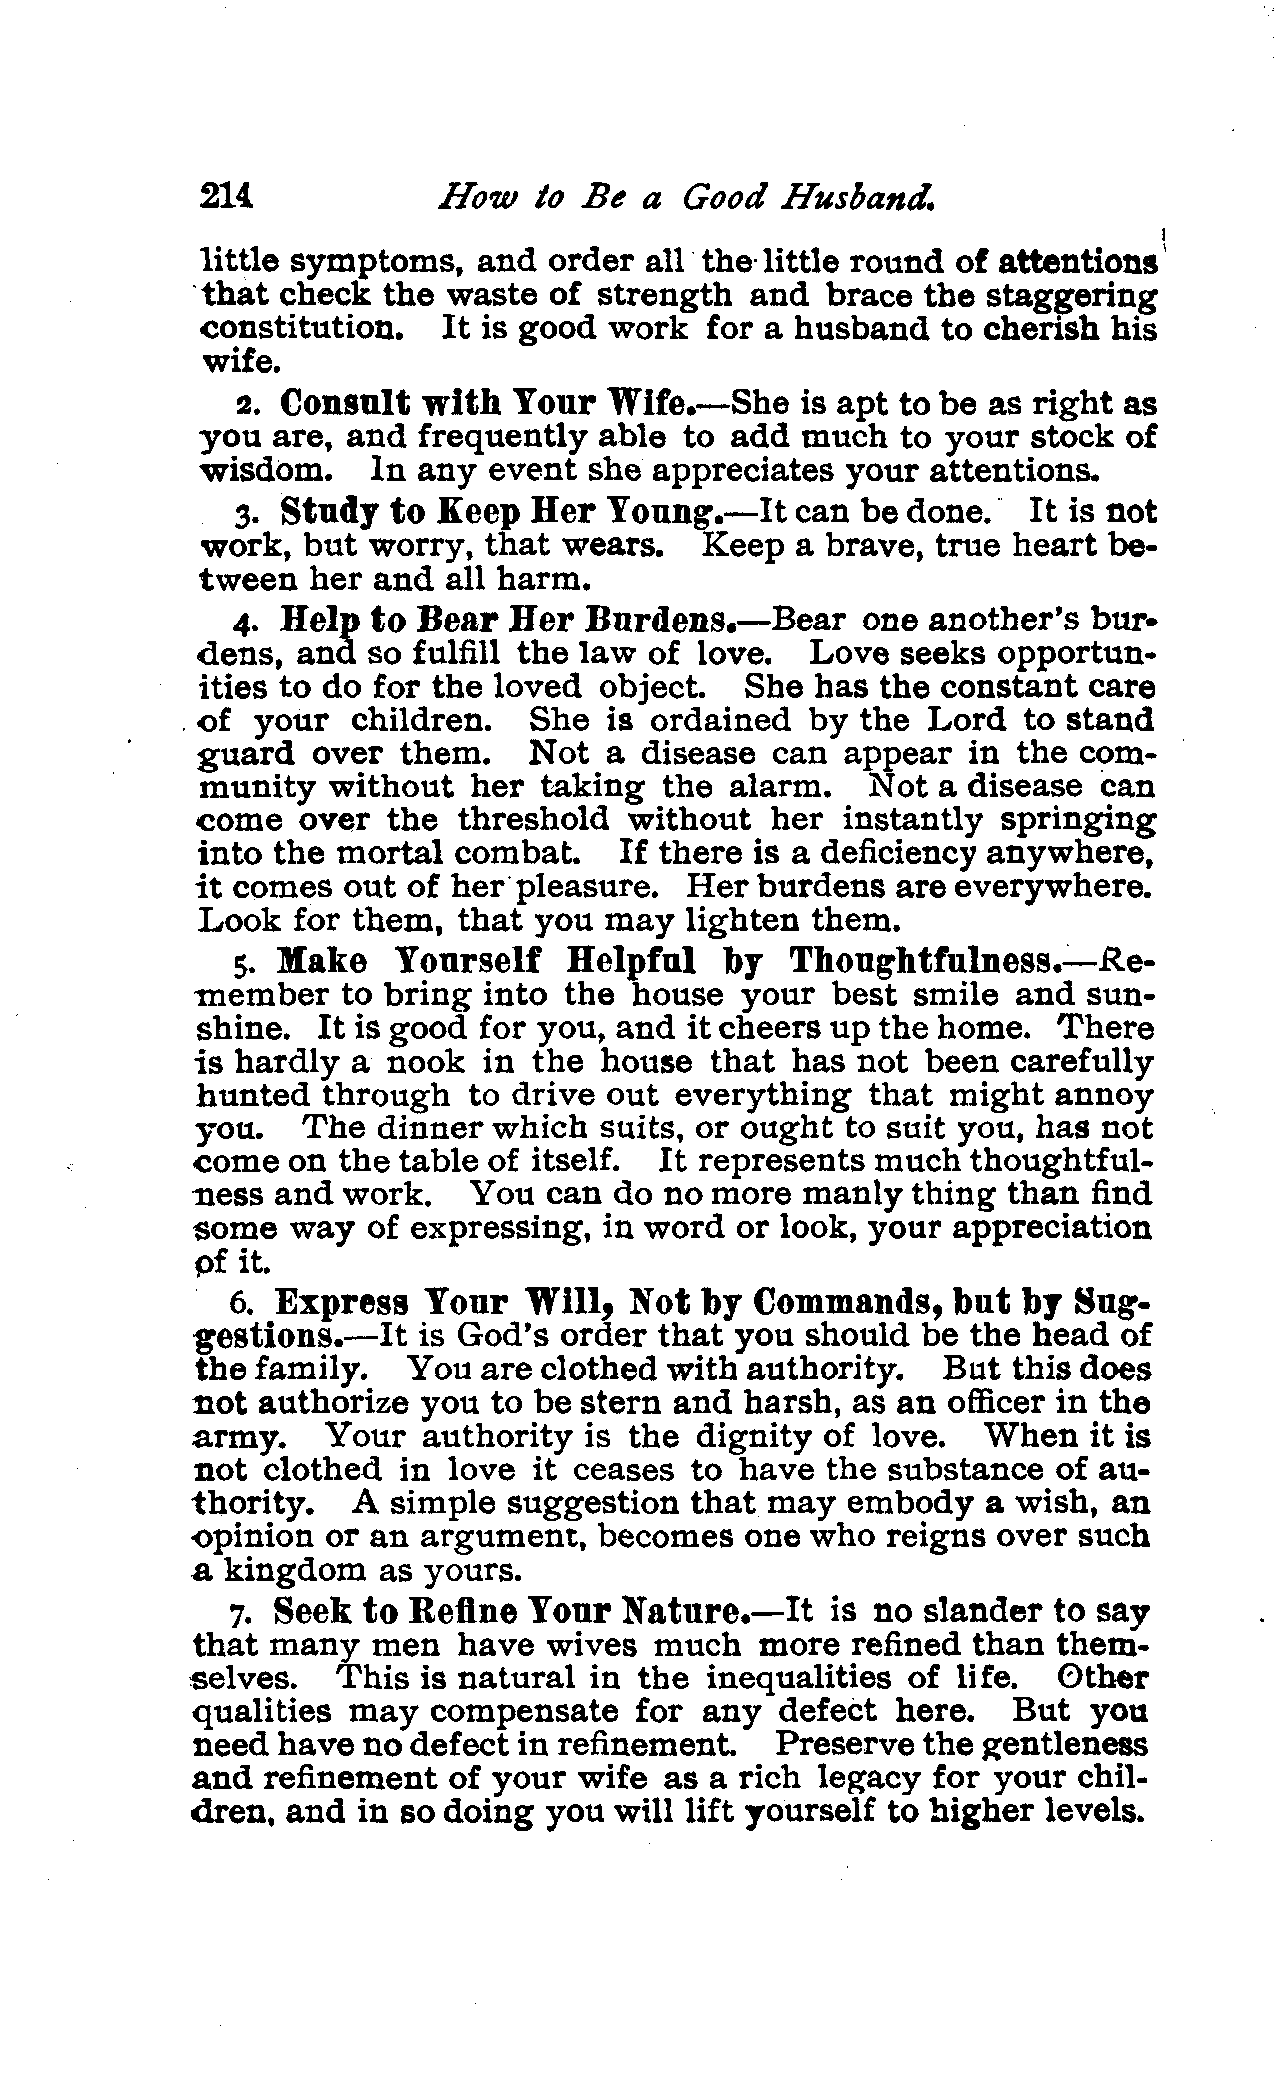 214 How to Be a Good Husband.
little symptoms, and order all the little round of attentions
that check the waste of strength and brace the staggering
constitution. It is good work for a husband to cherish his
wife.
2. Consult with Your Wife.—She is apt to be as right as
you are, and frequently able to add much to your stock of
wisdom. In any event she appreciates your attentions.
3. Study to Keep Her Young.—It can be done. It is not
work, but worry, that wears. Keep a brave, true heart be-
tween her and all harm.
4. Help to Bear Her Burdens.—Bear one another's bur-
dens, and so fulfill the law of love. Love seeks opportun-
ities to do for the loved object. She has the constant care
of your children. She is ordained by the Lord to stand
guard over them. Not a disease can appear in the com-
munity without her taking the alarm. Not a disease can
come over the threshold without her instantly springing
into the mortal combat. If there is a deficiency anywhere,
it comes out of her pleasure. Her burdens are everywhere.
Look for them, that you may lighten them.
5. Make Yourself Helpful by Thoughtfulness.—Re-
member to bring into the house your best smile and sun-
shine. It is good for you, and it cheers up the home. There
is hardly a nook in the house that has not been carefully
hunted through to drive out everything that might annoy
you. The dinner which suits, or ought to suit you, has not
come on the table of itself. It represents much thoughtful-
ness and work. You can do no more manly thing than find
some way of expressing, in word or look, your appreciation
of it.
6. Express Your Will, Not by Commands, but by Sug-
gestions.—It is God's order that you should be the head of
the family. You are clothed with authority. But this does
not authorize you to be stern and harsh, as an officer in the
army. Your authority is the dignity of love. When it is
not clothed in love it ceases to have the substance of au-
thority. A simple suggestion that may embody a wish, an
opinion or an argument, becomes one who reigns over such
a kingdom as yours.
7. Seek to Refine Your Nature.—It is no slander to say
that many men have wives much more refined than them-
selves. This is natural in the inequalities of life. Other
qualities may compensate for any defect here. But you
need have no defect in refinement. Preserve the gentleness
and refinement of your wife as a rich legacy for your chil-
dren, and in so doing you will lift yourself to higher levels.